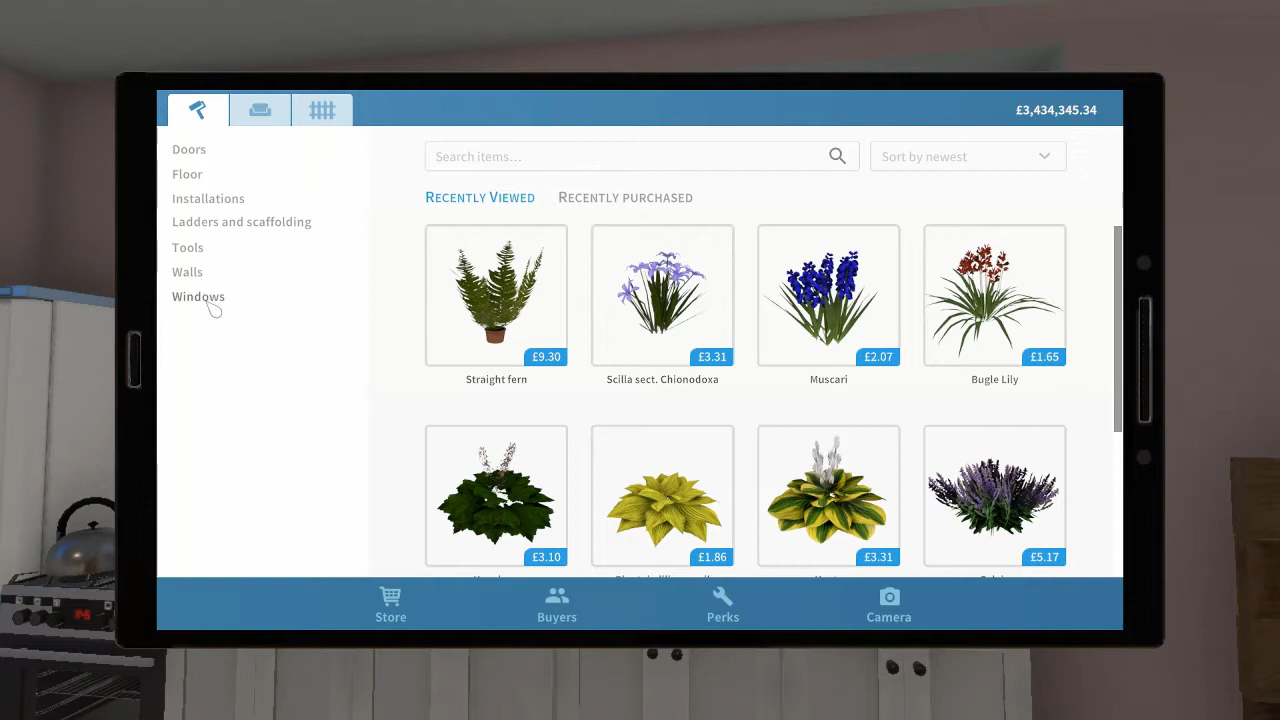 £3,434,345.34
Doors
Floor
Installations
Ladders and scaffolding
Tools
Walls
Windows
Search items...
Sort by newest
RECENTLY VIEWED
RECENTLY PURCHASED
£9.30
£3.31
£2.07
£1.65
Straight fern
Scilla sect. Chionodoxa
Muscari
Bugle Lily
£3.10
£1.86
£3.31
£5.17
Store
Buyers
Perks
Camera